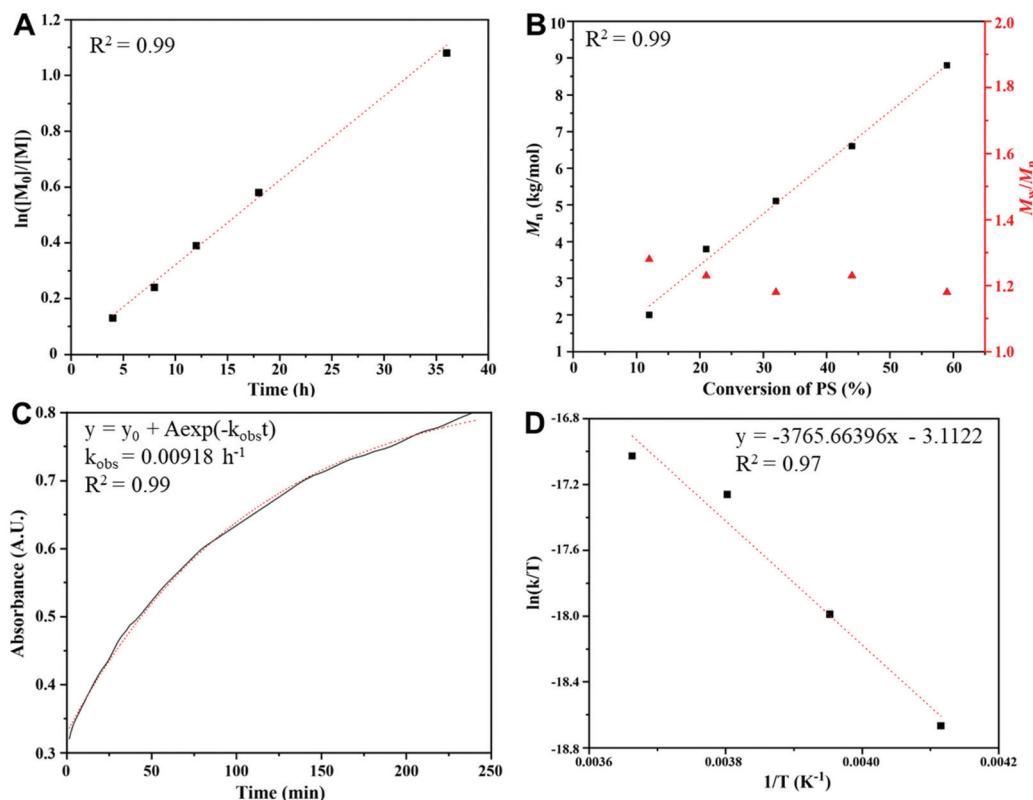 A
R² = 0.99
ln([M₀]/[M])
1.2
1.0
0.8
0.6
0.4
0.2
0
0 5 10 15 20 25 30 35 40
Time (h)
B
R² = 0.99
Mₙ (kg/mol)
10
9
8
7
6
5
4
3
2
1
2.0
1.8
1.6
1.4
1.2
1.0
M_w/Mₙ
0 10 20 30 40 50 60 70
Conversion of PS (%)
C
y = y₀ + Aexp(-k_obs t)
k_obs = 0.00918 h⁻¹
R² = 0.99
Absorbance (A.U.)
0.8
0.7
0.6
0.5
0.4
0.3
0 50 100 150 200 250
Time (min)
D
y = -3765.66396x - 3.1122
R² = 0.97
ln(k/T)
-16.8
-17.2
-17.6
-18.0
-18.4
-18.8
0.0036 0.0038 0.0040 0.0042
1/T (K⁻¹)